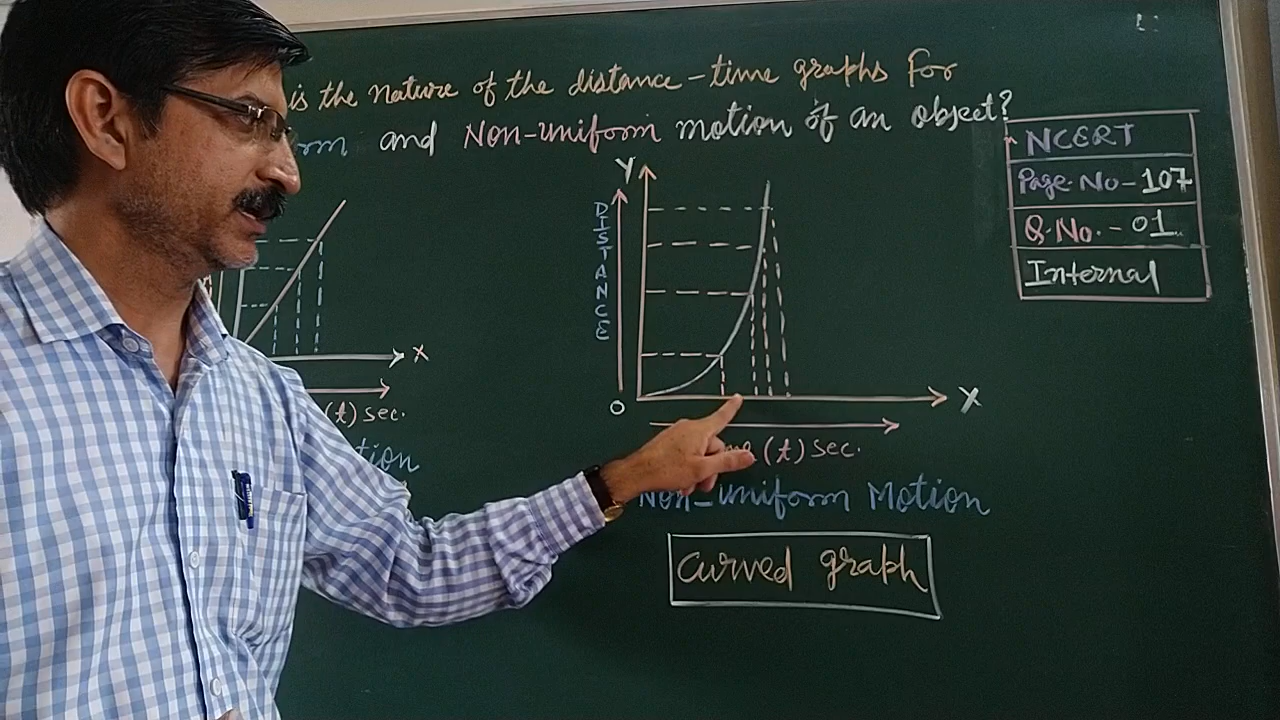 is the nature of the distance-time graphs for
and Non-uniform motion of an object?
NCERT
Page No-107
Q.No.-01
Internal
X
(t) sec.
Y
DISTANCE
O
X
(t) sec.
Non-uniform Motion
curved graph